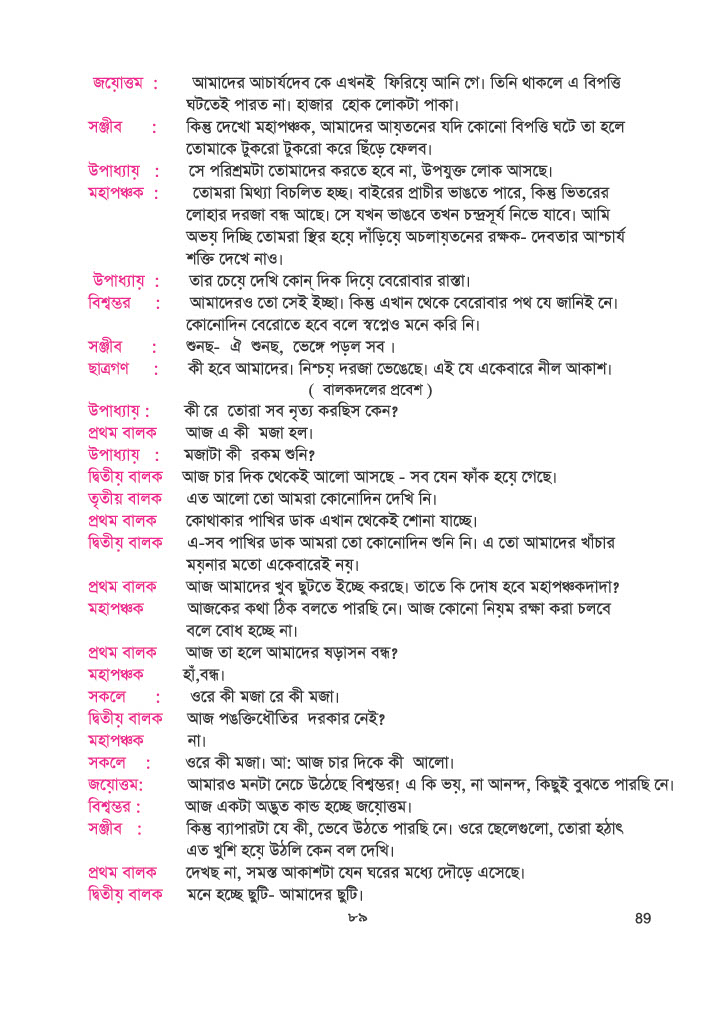 জয়োত্তম : আমাদের আচার্যদেব কে এখনই ফিরিয়ে আনি গে। তিনি থাকলে এ বিপত্তি
ঘটতেই পারত না। হাজার হোক লোকটা পাকা।
সঞ্জীব : কিন্তু দেখো মহাপঞ্চক, আমাদের আয়তনের যদি কোনো বিপত্তি ঘটে তা হলে
তোমাকে টুকরো টুকরো করে ছিঁড়ে ফেলব।
উপাধ্যায় : সে পরিশ্রমটা তোমাদের করতে হবে না, উপযুক্ত লোক আসছে।
মহাপঞ্চক : তোমরা মিথ্যা বিচলিত হচ্ছ। বাইরের প্রাচীর ভাঙতে পারে, কিন্তু ভিতরের
লোহার দরজা বন্ধ আছে। সে যখন ভাঙবে তখন চন্দ্রসূর্য নিভে যাবে। আমি
অভয় দিচ্ছি তোমরা স্থির হয়ে দাঁড়িয়ে অচলায়তনের রক্ষক- দেবতার আশ্চর্য
শক্তি দেখে নাও।
উপাধ্যায় : তার চেয়ে দেখি কোন্ দিক দিয়ে বেরোবার রাস্তা।
বিশ্বম্ভর : আমাদেরও তো সেই ইচ্ছা। কিন্তু এখান থেকে বেরোবার পথ যে জানিই নে।
কোনোদিন বেরোতে হবে বলে স্বপ্নেও মনে করি নি।
সঞ্জীব : শুনছ- ঐ শুনছ, ভেঙ্গে পড়ল সব ।
ছাত্রগণ : কী হবে আমাদের। নিশ্চয় দরজা ভেঙেছে। এই যে একেবারে নীল আকাশ।
( বালকদলের প্রবেশ )
উপাধ্যায় : কী রে তোরা সব নৃত্য করছিস কেন?
প্রথম বালক আজ এ কী মজা হল।
উপাধ্যায় : মজাটা কী রকম শুনি?
দ্বিতীয় বালক আজ চার দিক থেকেই আলো আসছে - সব যেন ফাঁক হয়ে গেছে।
তৃতীয় বালক এত আলো তো আমরা কোনোদিন দেখি নি।
প্রথম বালক কোথাকার পাখির ডাক এখান থেকেই শোনা যাচ্ছে।
দ্বিতীয় বালক এ-সব পাখির ডাক আমরা তো কোনোদিন শুনি নি। এ তো আমাদের খাঁচার
ময়নার মতো একেবারেই নয়।
প্রথম বালক আজ আমাদের খুব ছুটতে ইচ্ছে করছে। তাতে কি দোষ হবে মহাপঞ্চকদাদা?
মহাপঞ্চক আজকের কথা ঠিক বলতে পারছি নে। আজ কোনো নিয়ম রক্ষা করা চলবে
বলে বোধ হচ্ছে না।
প্রথম বালক আজ তা হলে আমাদের ষড়াসন বন্ধ?
মহাপঞ্চক হাঁ,বন্ধ।
সকলে : ওরে কী মজা রে কী মজা।
দ্বিতীয় বালক আজ পঙক্তিধৌতির দরকার নেই?
মহাপঞ্চক না।
সকলে : ওরে কী মজা। আ: আজ চার দিকে কী আলো।
জয়োত্তম: আমারও মনটা নেচে উঠেছে বিশ্বম্ভর! এ কি ভয়, না আনন্দ, কিছুই বুঝতে পারছি নে।
বিশ্বম্ভর : আজ একটা অদ্ভুত কান্ড হচ্ছে জয়োত্তম।
সঞ্জীব : কিন্তু ব্যাপারটা যে কী, ভেবে উঠতে পারছি নে। ওরে ছেলেগুলো, তোরা হঠাৎ
এত খুশি হয়ে উঠলি কেন বল দেখি।
প্রথম বালক দেখছ না, সমস্ত আকাশটা যেন ঘরের মধ্যে দৌড়ে এসেছে।
দ্বিতীয় বালক মনে হচ্ছে ছুটি- আমাদের ছুটি।
৮৯ 89